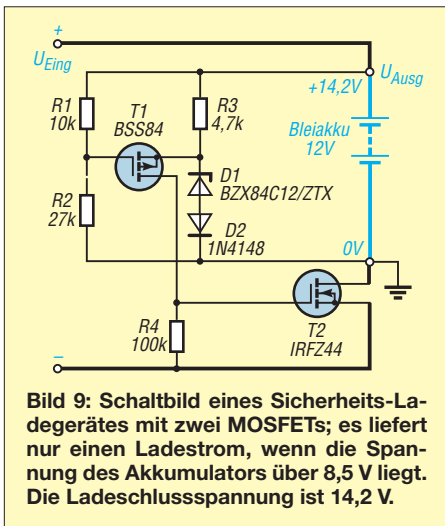 +
U_Eing
U_Ausg
+14,2V
R1
10k
T1
BSS84
R3
4,7k
Bleiakku
12V
D1
BZX84C12/ZTX
R2
27k
D2
1N4148
0V
R4
100k
T2
IRFZ44
–
Bild 9: Schaltbild eines Sicherheits-La-
degerätes mit zwei MOSFETs; es liefert
nur einen Ladestrom, wenn die Span-
nung des Akkumulators über 8,5 V liegt.
Die Ladeschlussspannung ist 14,2 V.